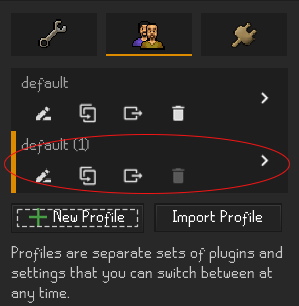 default
default (1)
New Profile
Import Profile
Profiles are separate sets of plugins and
settings that you can switch between at
any time.